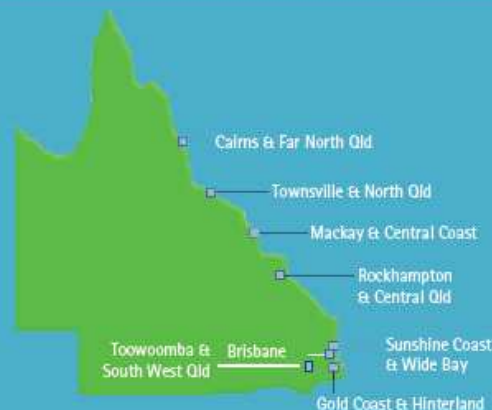 Cairns & Far North Qld
Townsville & North Qld
Mackay & Central Coast
Rockhampton
& Central Qld
Sunshine Coast
& Wide Bay
Brisbane
Toowoomba &
South West Qld
Gold Coast & Hinterland